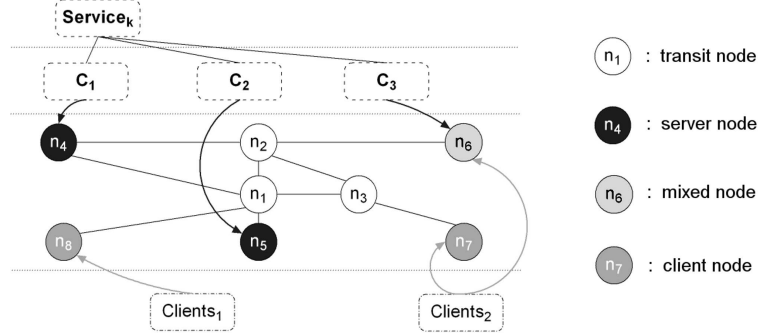 Service_k
C_1
C_2
C_3
n_4
n_2
n_6
n_1
n_3
n_8
n_5
n_7
Clients_1
Clients_2
n_1 : transit node
n_4 : server node
n_6 : mixed node
n_7 : client node